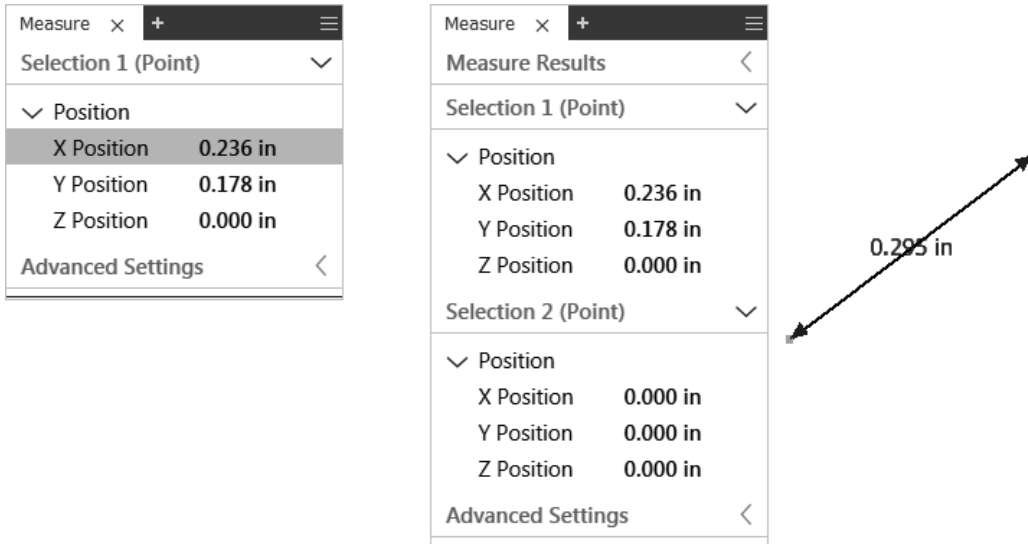 Measure × +
Selection 1 (Point)
Position
X Position 0.236 in
Y Position 0.178 in
Z Position 0.000 in
Advanced Settings
Measure × +
Measure Results
Selection 1 (Point)
Position
X Position 0.236 in
Y Position 0.178 in
Z Position 0.000 in
Selection 2 (Point)
Position
X Position 0.000 in
Y Position 0.000 in
Z Position 0.000 in
Advanced Settings
0.295 in